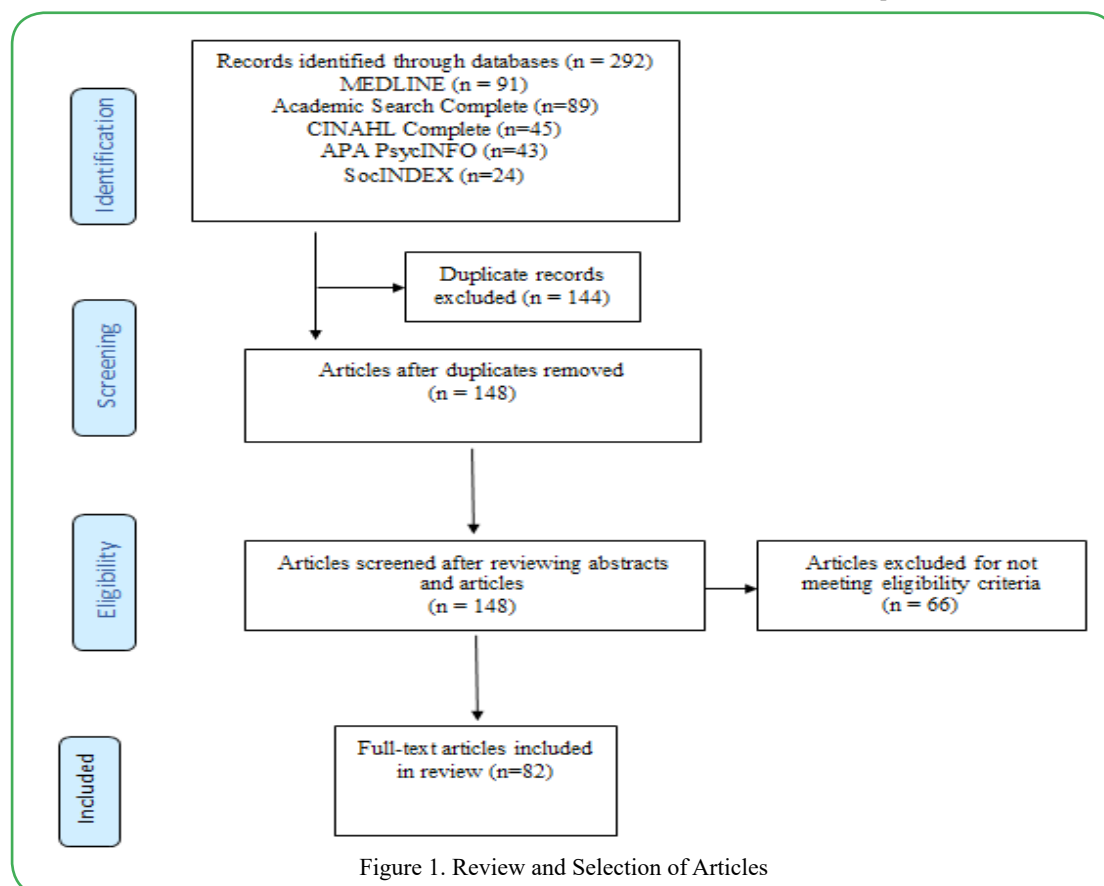 Identification
Records identified through databases (n = 292)
MEDLINE (n = 91)
Academic Search Complete (n=89)
CINAHL Complete (n=45)
APA PsycINFO (n=43)
SocINDEX (n=24)
Duplicate records
excluded (n = 144)
Screening
Articles after duplicates removed
(n = 148)
Eligibility
Articles screened after reviewing abstracts
and articles
(n = 148)
Articles excluded for not
meeting eligibility criteria
(n = 66)
Included
Full-text articles included
in review (n=82)
Figure 1. Review and Selection of Articles